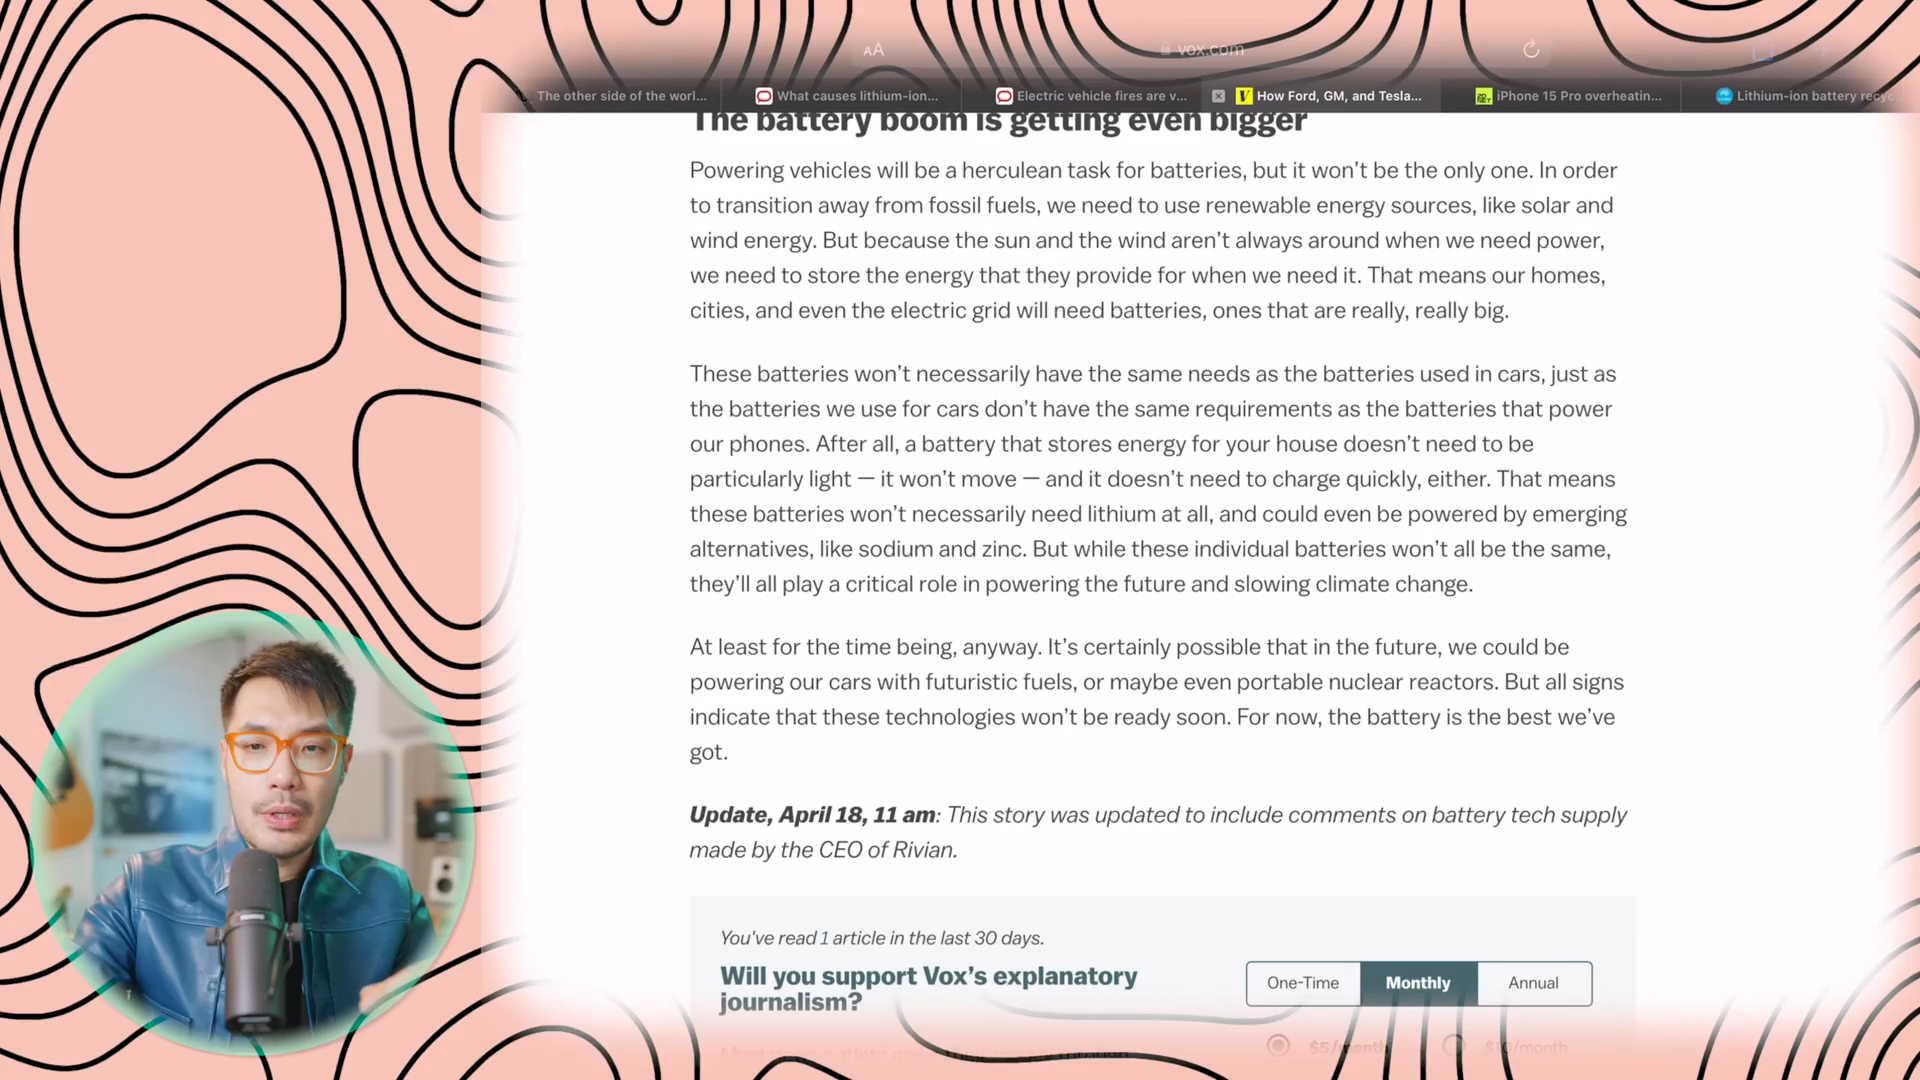 AA
vox.com
The other side of the worl...
What causes lithium-ion...
Electric vehicle fires are v...
How Ford, GM, and Tesla...
iPhone 15 Pro overheatin...
Lithium-ion battery recyc...
The battery boom is getting even bigger
Powering vehicles will be a herculean task for batteries, but it won’t be the only one. In order
to transition away from fossil fuels, we need to use renewable energy sources, like solar and
wind energy. But because the sun and the wind aren’t always around when we need power,
we need to store the energy that they provide for when we need it. That means our homes,
cities, and even the electric grid will need batteries, ones that are really, really big.
These batteries won’t necessarily have the same needs as the batteries used in cars, just as
the batteries we use for cars don’t have the same requirements as the batteries that power
our phones. After all, a battery that stores energy for your house doesn’t need to be
particularly light — it won’t move — and it doesn’t need to charge quickly, either. That means
these batteries won’t necessarily need lithium at all, and could even be powered by emerging
alternatives, like sodium and zinc. But while these individual batteries won’t all be the same,
they’ll all play a critical role in powering the future and slowing climate change.
At least for the time being, anyway. It’s certainly possible that in the future, we could be
powering our cars with futuristic fuels, or maybe even portable nuclear reactors. But all signs
indicate that these technologies won’t be ready soon. For now, the battery is the best we’ve
got.
Update, April 18, 11 am: This story was updated to include comments on battery tech supply
made by the CEO of Rivian.
You've read 1 article in the last 30 days.
Will you support Vox’s explanatory
journalism?
One-Time
Monthly
Annual
$5/month
$10/month